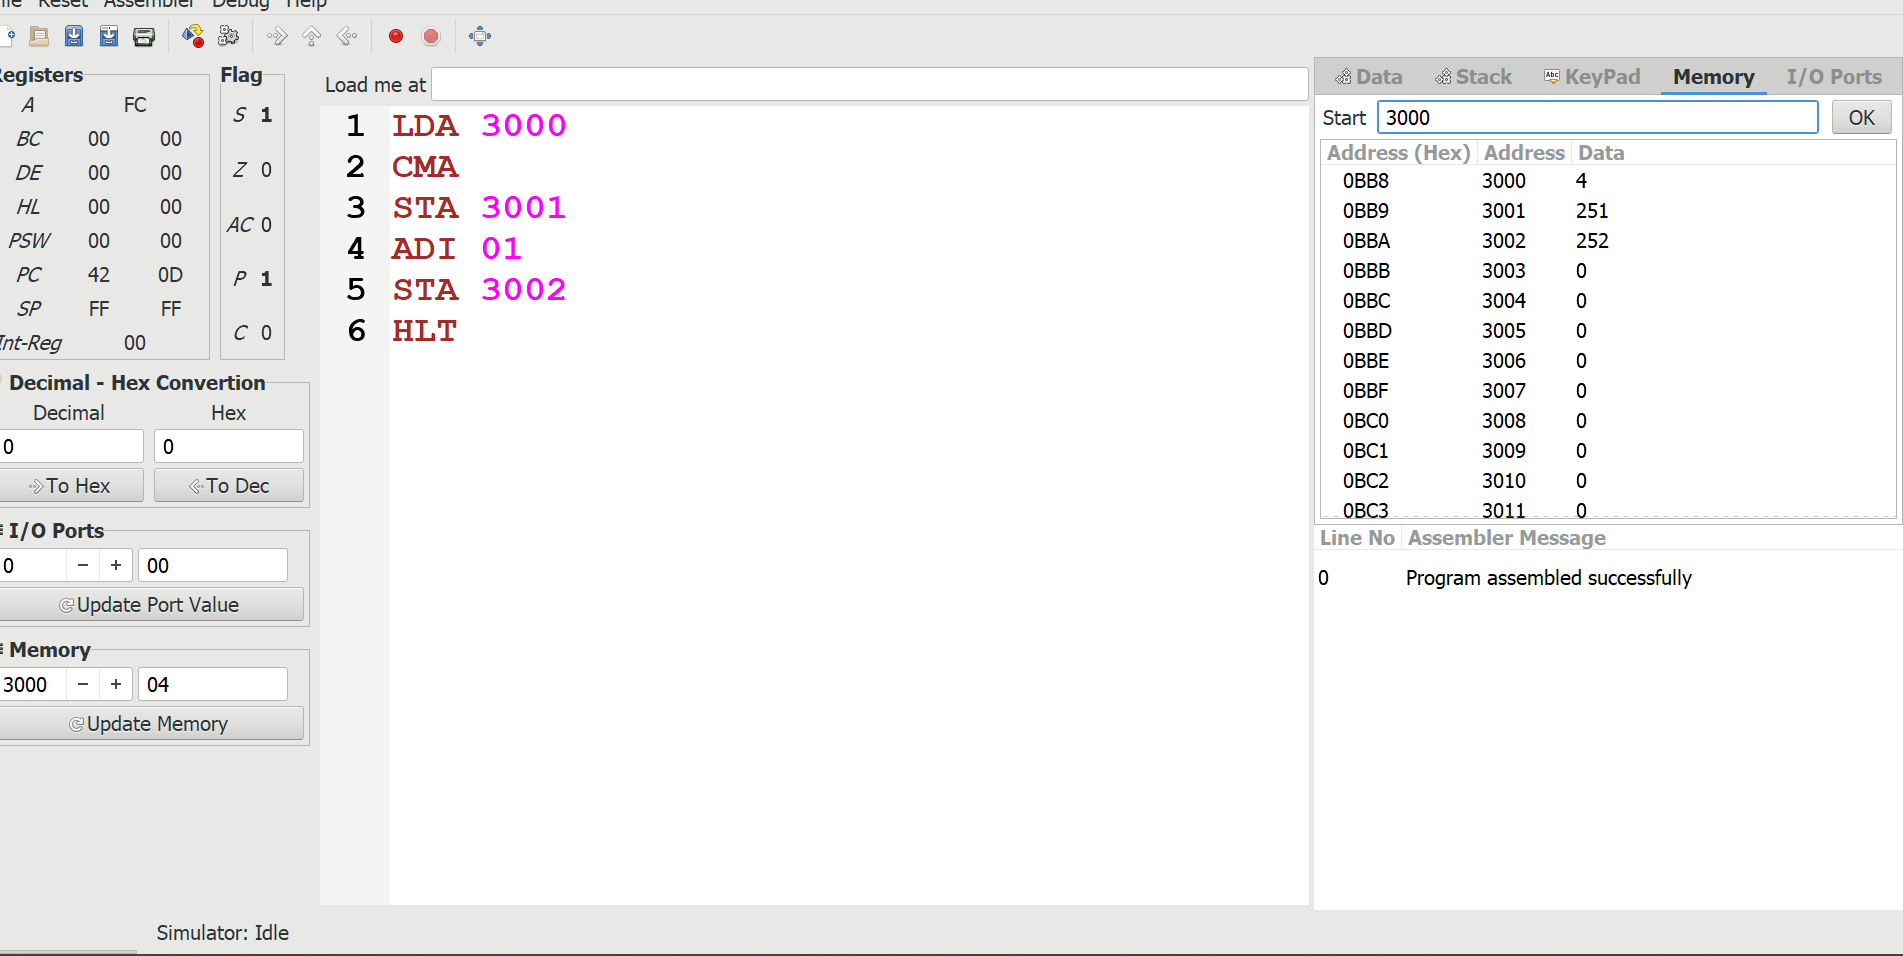 Reset Assembler Debug Help
Registers
A FC
BC 00 00
DE 00 00
HL 00 00
PSW 00 00
PC 42 0D
SP FF FF
Int-Reg 00
Flag
S 1
Z 0
AC 0
P 1
C 0
Decimal - Hex Convertion
Decimal Hex
0 0
To Hex To Dec
I/O Ports
0 − + 00
Update Port Value
Memory
3000 − + 04
Update Memory
Load me at
1 LDA 3000
2 CMA
3 STA 3001
4 ADI 01
5 STA 3002
6 HLT
Data Stack Abc KeyPad Memory I/O Ports
Start 3000 OK
Address (Hex) Address Data
0BB8 3000 4
0BB9 3001 251
0BBA 3002 252
0BBB 3003 0
0BBC 3004 0
0BBD 3005 0
0BBE 3006 0
0BBF 3007 0
0BC0 3008 0
0BC1 3009 0
0BC2 3010 0
0BC3 3011 0
Line No Assembler Message
0 Program assembled successfully
Simulator: Idle